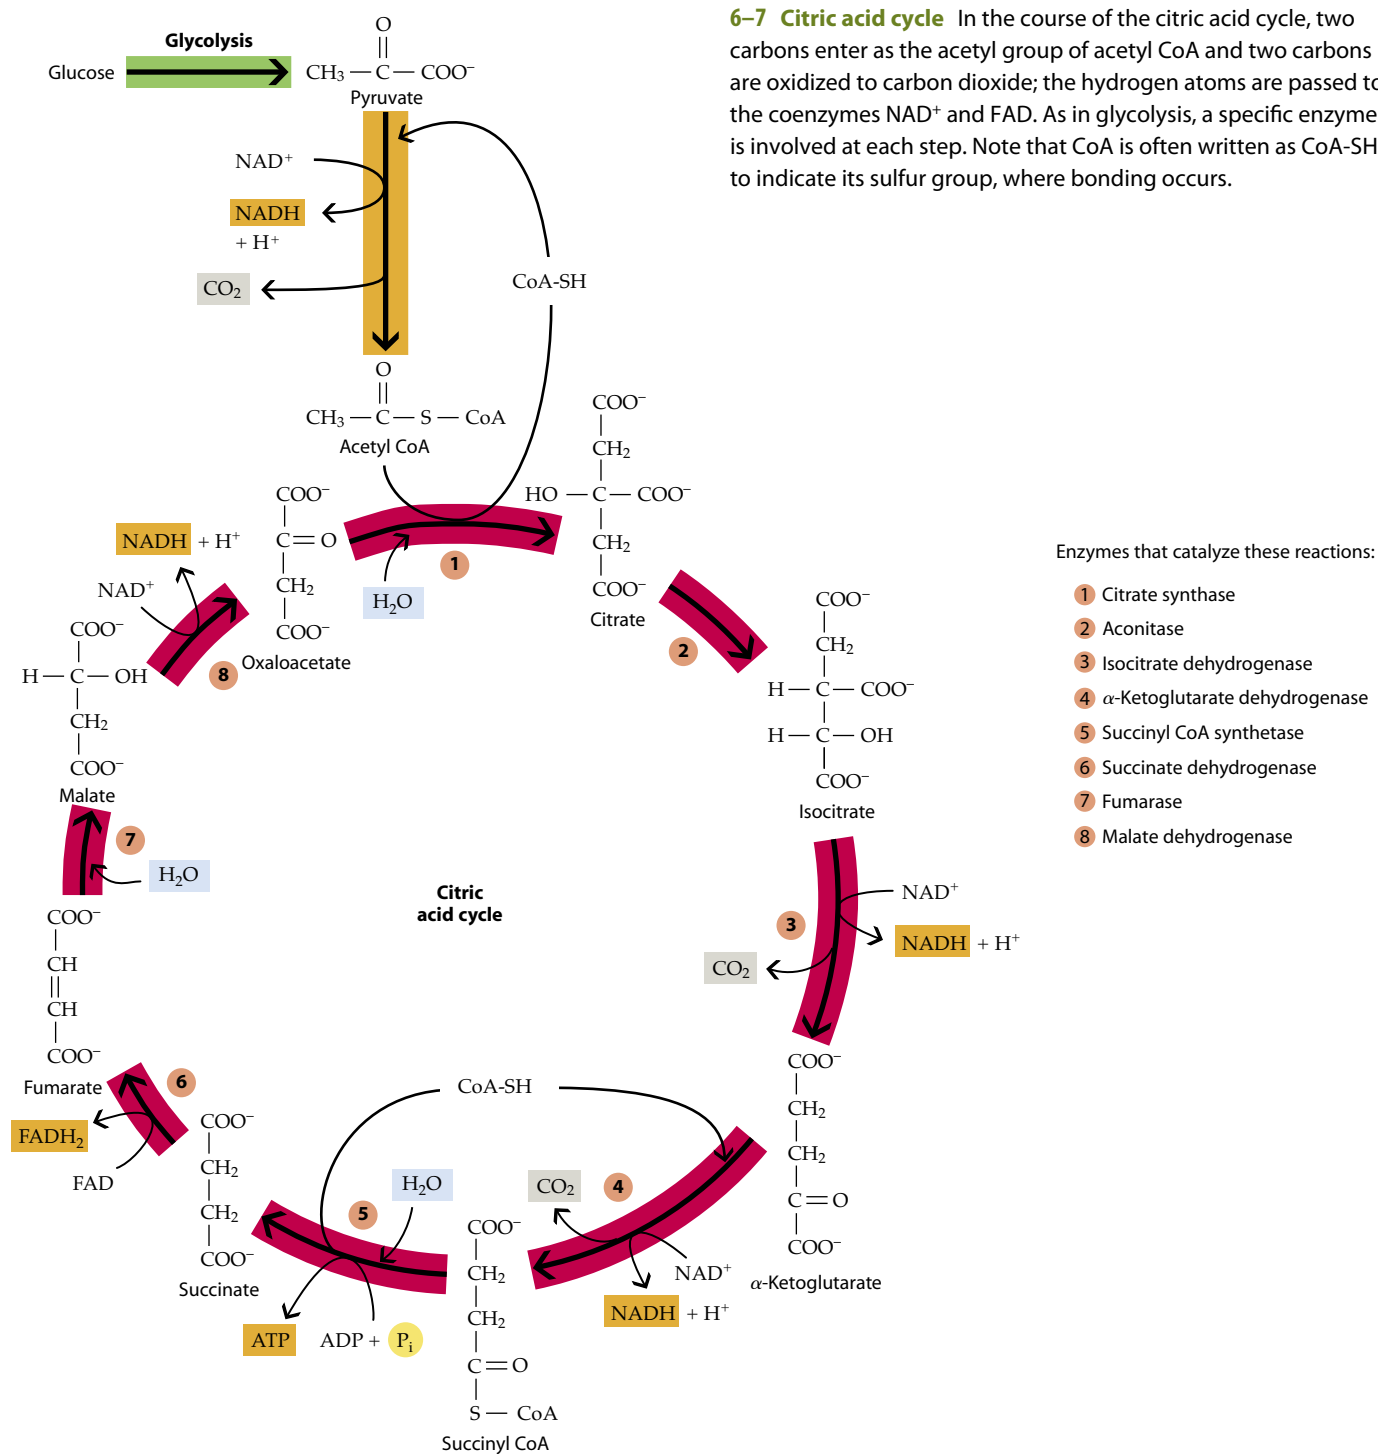 6–7 Citric acid cycle In the course of the citric acid cycle, two
carbons enter as the acetyl group of acetyl CoA and two carbons
are oxidized to carbon dioxide; the hydrogen atoms are passed to
the coenzymes NAD⁺ and FAD. As in glycolysis, a specific enzyme
is involved at each step. Note that CoA is often written as CoA-SH
to indicate its sulfur group, where bonding occurs.
Glycolysis
Glucose
O
CH₃ — C — COO⁻
Pyruvate
NAD⁺
NADH
+ H⁺
CO₂
CoA-SH
O
CH₃ — C — S — CoA
Acetyl CoA
COO⁻
C=O
CH₂
COO⁻
Oxaloacetate
H₂O
1
COO⁻
CH₂
HO — C — COO⁻
CH₂
COO⁻
Citrate
2
COO⁻
CH₂
H — C — COO⁻
H — C — OH
COO⁻
Isocitrate
3
NAD⁺
NADH + H⁺
CO₂
COO⁻
CH₂
CH₂
C=O
COO⁻
α-Ketoglutarate
CoA-SH
4
CO₂
NAD⁺
NADH + H⁺
COO⁻
CH₂
CH₂
C=O
S — CoA
Succinyl CoA
5
H₂O
ATP
ADP + Pᵢ
COO⁻
CH₂
CH₂
COO⁻
Succinate
6
FADH₂
FAD
COO⁻
CH
CH
COO⁻
Fumarate
7
H₂O
COO⁻
H — C — OH
CH₂
COO⁻
Malate
8
NAD⁺
NADH + H⁺
Citric
acid cycle
Enzymes that catalyze these reactions:
1 Citrate synthase
2 Aconitase
3 Isocitrate dehydrogenase
4 α-Ketoglutarate dehydrogenase
5 Succinyl CoA synthetase
6 Succinate dehydrogenase
7 Fumarase
8 Malate dehydrogenase